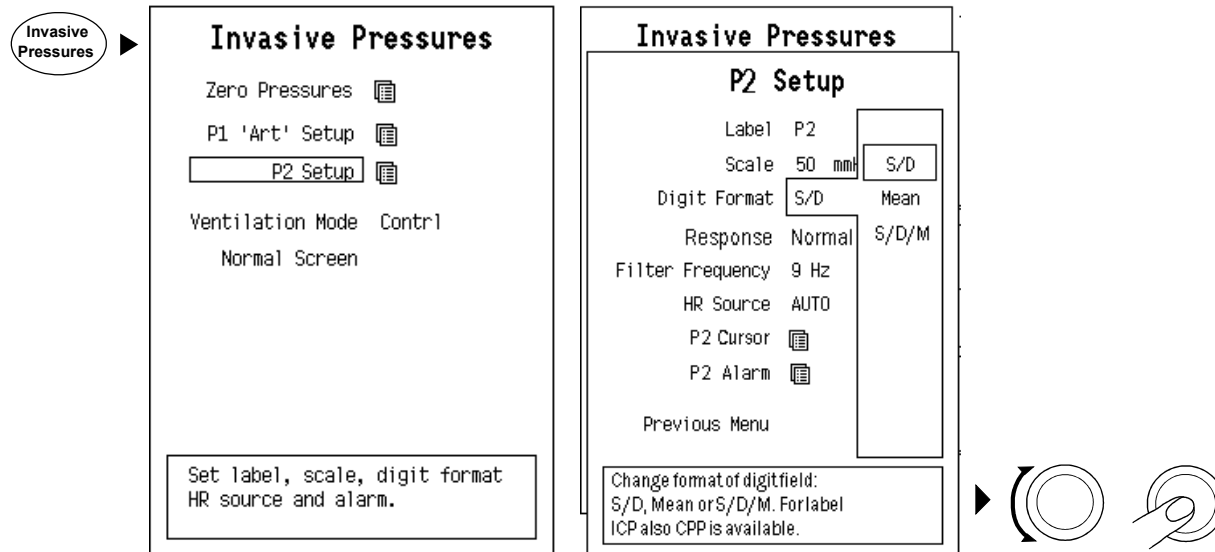 Invasive
Pressures
Invasive Pressures
Zero Pressures
P1 'Art' Setup
P2 Setup
Ventilation Mode Contrl
Normal Screen
Set label, scale, digit format
HR source and alarm.
Invasive Pressures
P2 Setup
Label P2
Scale 50 mmH
Digit Format S/D
Response Normal
Filter Frequency 9 Hz
HR Source AUTO
P2 Cursor
P2 Alarm
Previous Menu
S/D
Mean
S/D/M
Change format of digitfield:
S/D, Mean or S/D/M. For label
ICP also CPP is available.